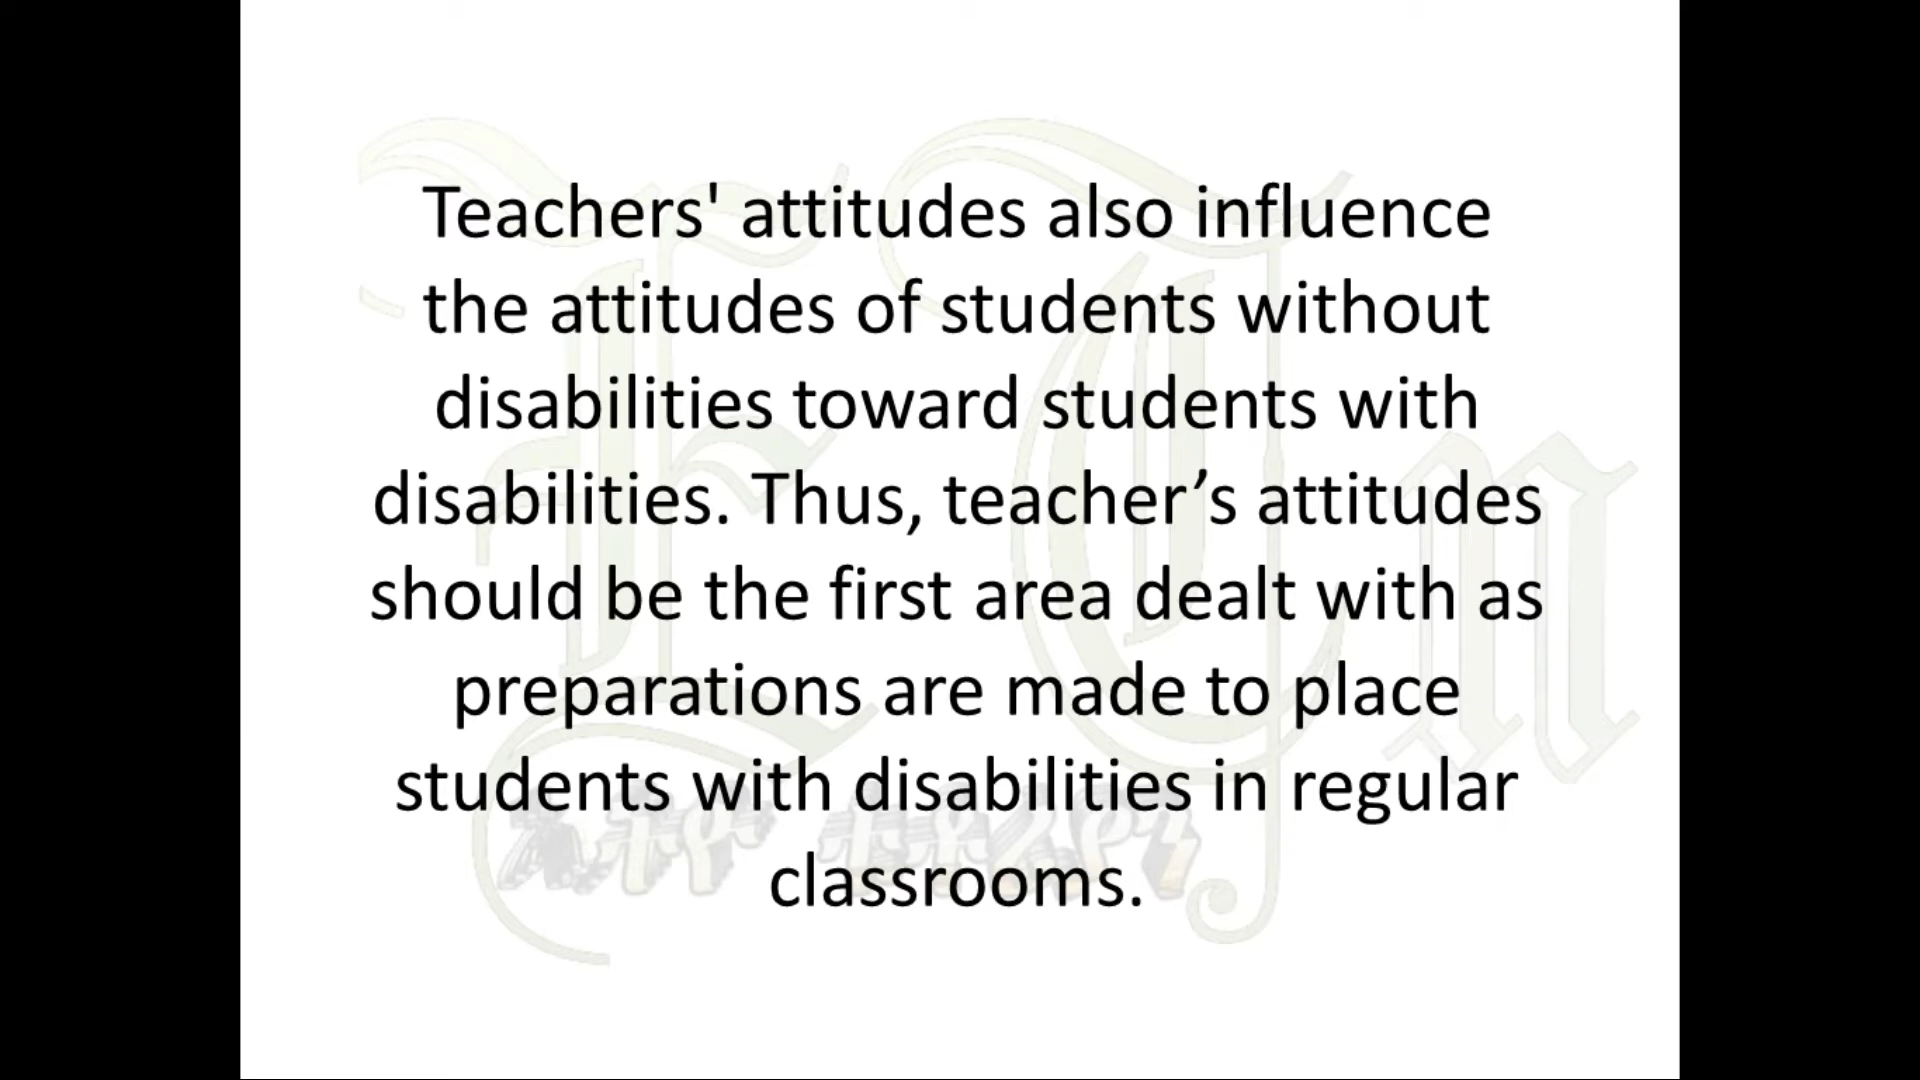 Teachers' attitudes also influence
the attitudes of students without
disabilities toward students with
disabilities. Thus, teacher’s attitudes
should be the first area dealt with as
preparations are made to place
students with disabilities in regular
classrooms.